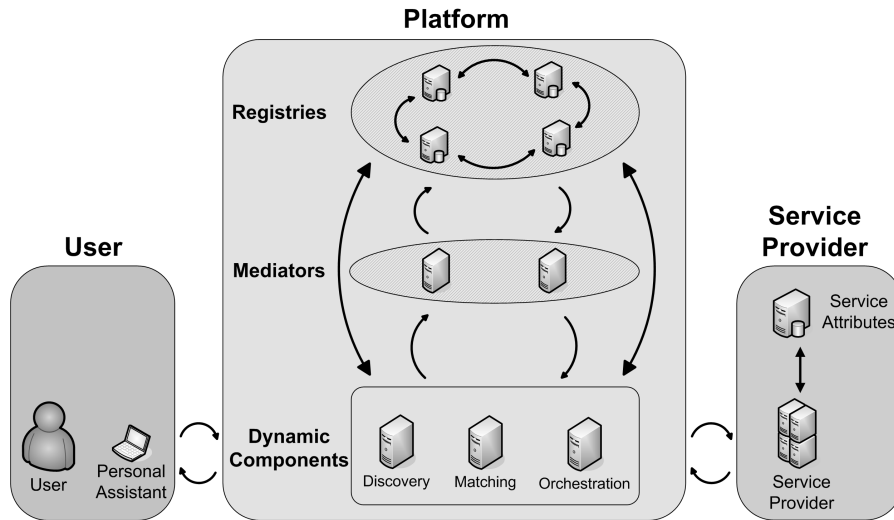 Platform
Registries
Mediators
Dynamic
Components
Discovery
Matching
Orchestration
User
User
Personal
Assistant
Service
Provider
Service
Attributes
Service
Provider